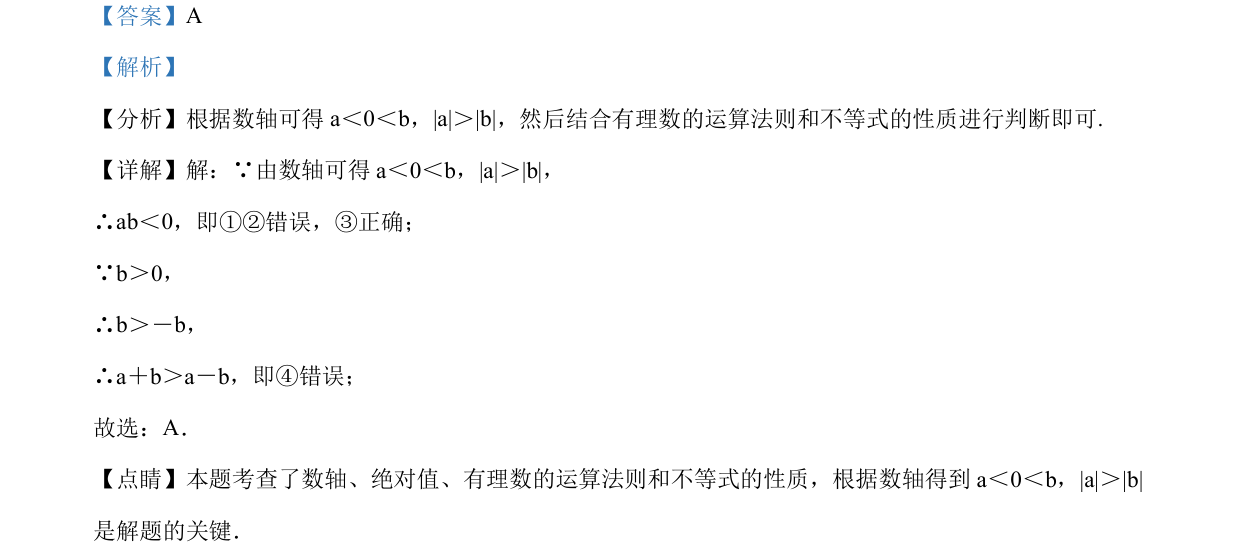 【答案】A
【解析】
【分析】根据数轴可得 a＜0＜b，|a|＞|b|，然后结合有理数的运算法则和不等式的性质进行判断即可.
【详解】解：∵由数轴可得 a＜0＜b，|a|＞|b|，
∴ab＜0，即①②错误，③正确；
∵b＞0，
∴b＞－b，
∴a＋b＞a－b，即④错误；
故选：A．
【点睛】本题考查了数轴、绝对值、有理数的运算法则和不等式的性质，根据数轴得到 a＜0＜b，|a|＞|b|
是解题的关键．